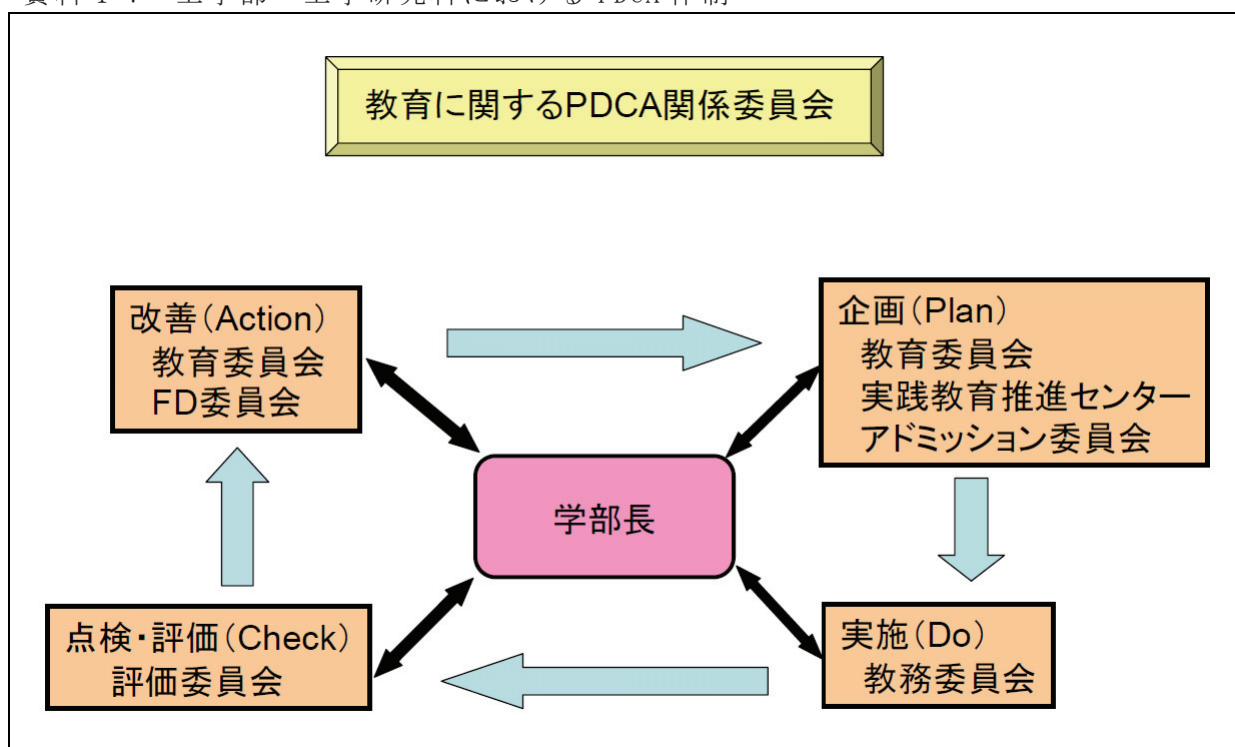 教育に関するPDCA関係委員会
改善(Action)
教育委員会
FD委員会
企画(Plan)
教育委員会
実践教育推進センター
アドミッション委員会
学部長
点検・評価(Check)
評価委員会
実施(Do)
教務委員会